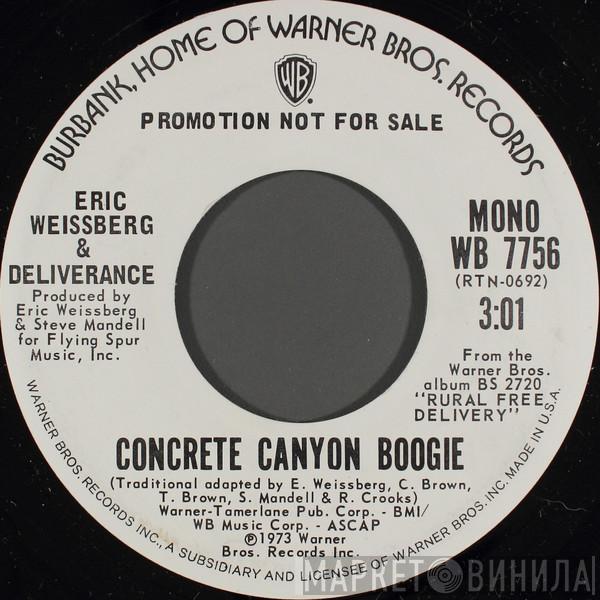 BURBANK, HOME OF WARNER BROS. RECORDS
WB
PROMOTION NOT FOR SALE
ERIC
WEISSBERG
&
DELIVERANCE
Produced by
Eric Weissberg
& Steve Mandell
for Flying Spur
Music, Inc.
MONO
WB 7756
(RTN-0692)
3:01
From the
Warner Bros.
album BS 2720
"RURAL FREE
DELIVERY"
CONCRETE CANYON BOOGIE
(Traditional adapted by E. Weissberg, C. Brown,
T. Brown, S. Mandell & R. Crooks)
Warner-Tamerlane Pub. Corp. - BMI/
WB Music Corp. - ASCAP
℗1973 Warner
Bros. Records Inc.
WARNER BROS. RECORDS INC., A SUBSIDIARY AND LICENSEE OF WARNER BROS. INC. MADE IN U.S.A.
МАРКЕТ ВИНИЛА